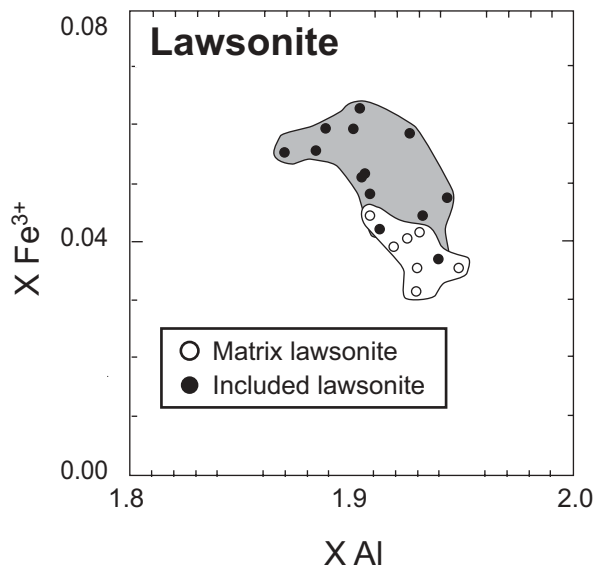 0.08
Lawsonite
X Fe3+
0.04
Matrix lawsonite
Included lawsonite
0.00
1.8
1.9
2.0
X Al